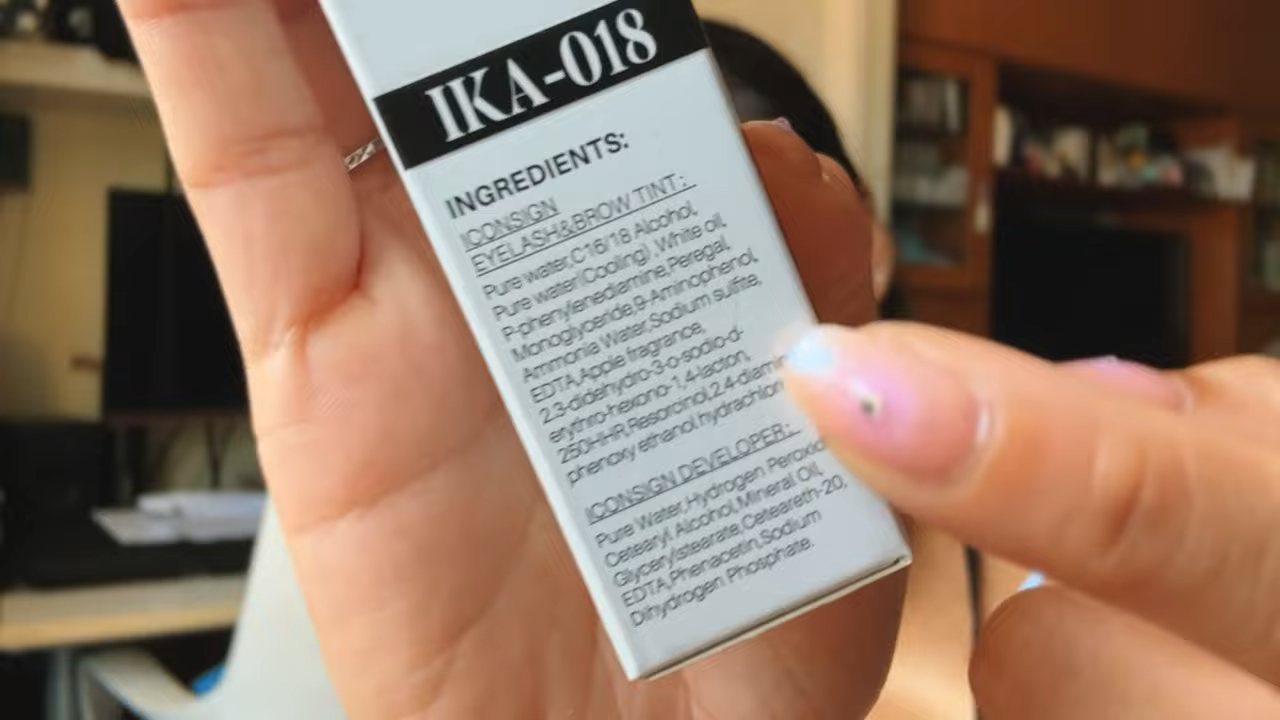 IKA-018
INGREDIENTS:
ICONSIGN
EYELASH&BROW TINT:
Pure water,C16/18 Alcohol,
Pure water(Cooling), White oil,
P-phenylenediamine,Peregal,
Monoglyceride,9-Aminophenol,
Ammonia Water,Sodium sulfite,
EDTA,Apple fragrance,
2,3-didehydro-3-o-sodio-d-
erythro-hexono-1,4-lacton,
250HHR,Resorcinol,2,4-diamin
phenoxy ethanol hydrachlori
ICONSIGN DEVELOPER:
Pure Water,Hydrogen Peroxide,
Cetearyl Alcohol,Mineral Oil,
Glycerylstearate,Ceteareth-20,
EDTA,Phenacetin,Sodium
Dihydrogen Phosphate.